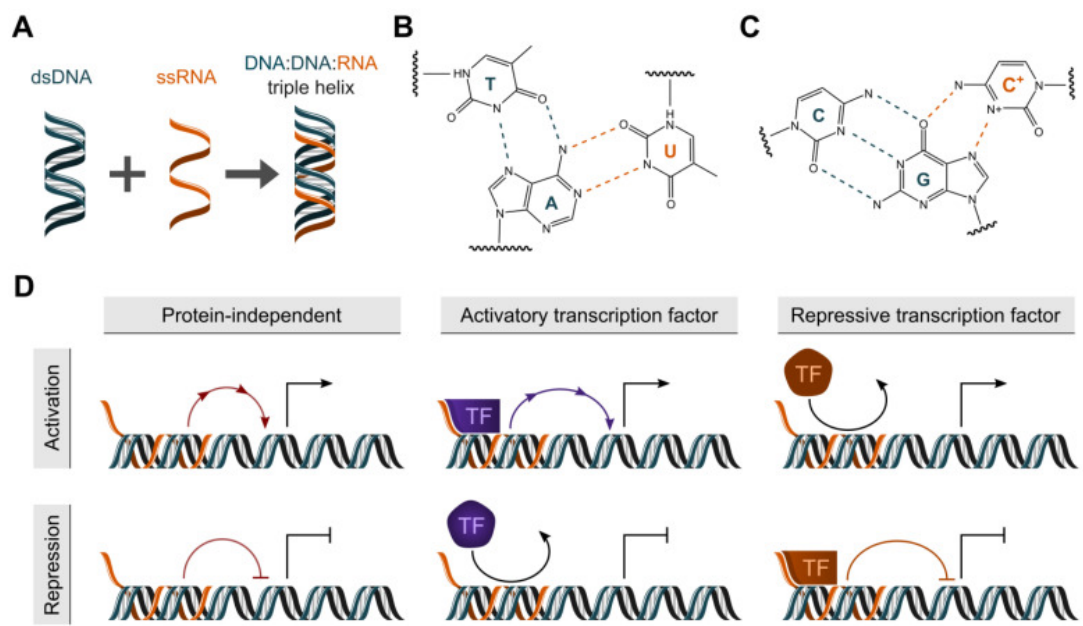 A
dsDNA
ssRNA
DNA:DNA:RNA
triple helix
B
HN
T
O
N
O
N
N
N
N
N
A
O
N
H
N
U
O
C
N
C
N
N
O
N
C+
N
N+
O
O
N
N
N
N
N
G
D
Protein-independent
Activatory transcription factor
Repressive transcription factor
Activation
TF
TF
Repression
TF
TF